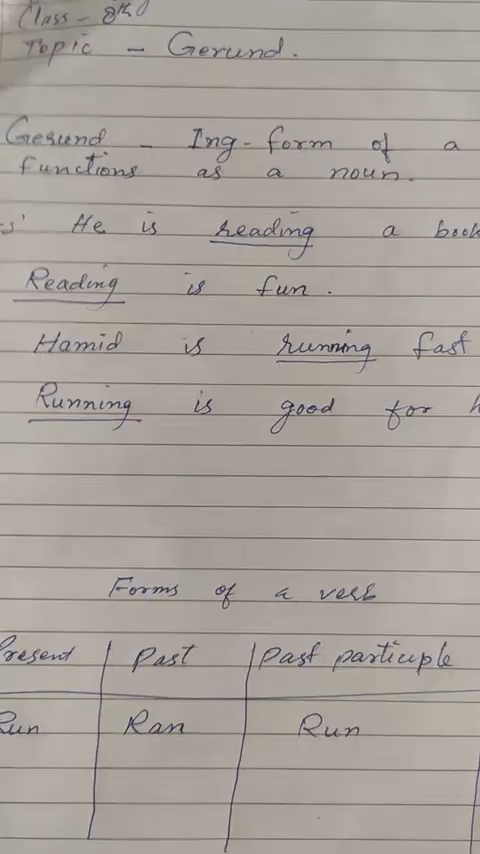 Class - 8th
Topic - Gerund.
Gerund - Ing-form of a
functions as a noun.
He is reading a book
Reading is fun.
Hamid is running fast
Running is good for
Forms of a verb
Present Past Past participle
Run Ran Run